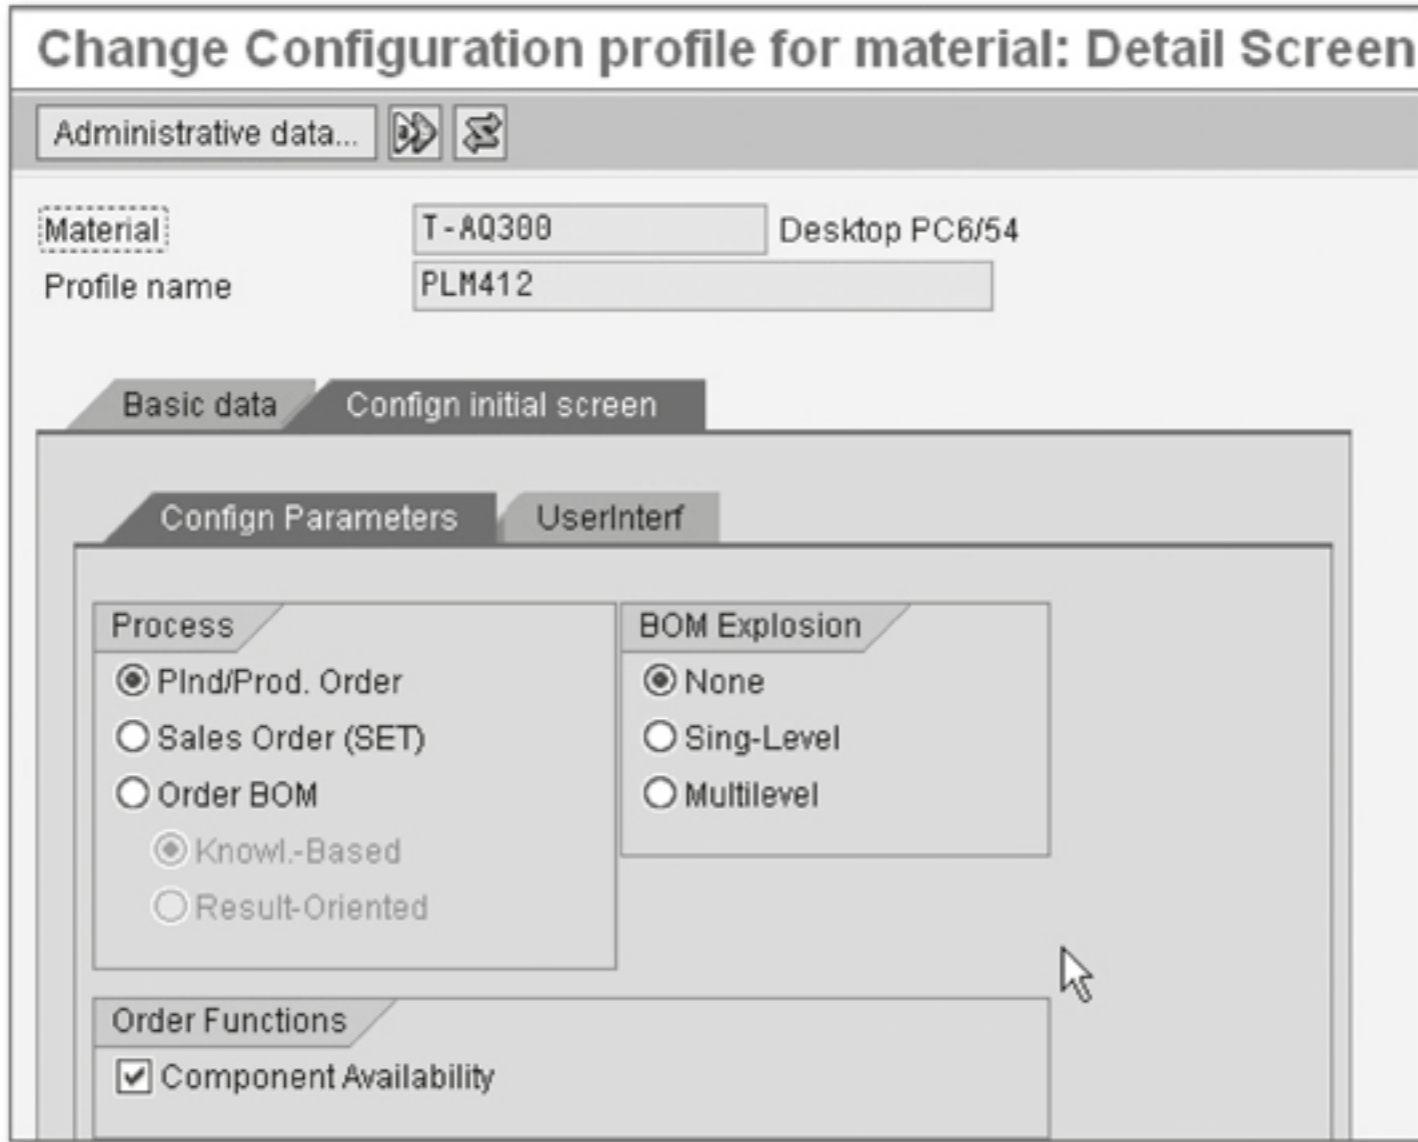 Change Configuration profile for material: Detail Screen
Administrative data...
Material T-AQ300 Desktop PC6/54
Profile name PLM412
Basic data Confign initial screen
Confign Parameters UserInterf
Process
Plnd/Prod. Order
Sales Order (SET)
Order BOM
Knowl.-Based
Result-Oriented
BOM Explosion
None
Sing-Level
Multilevel
Order Functions
Component Availability